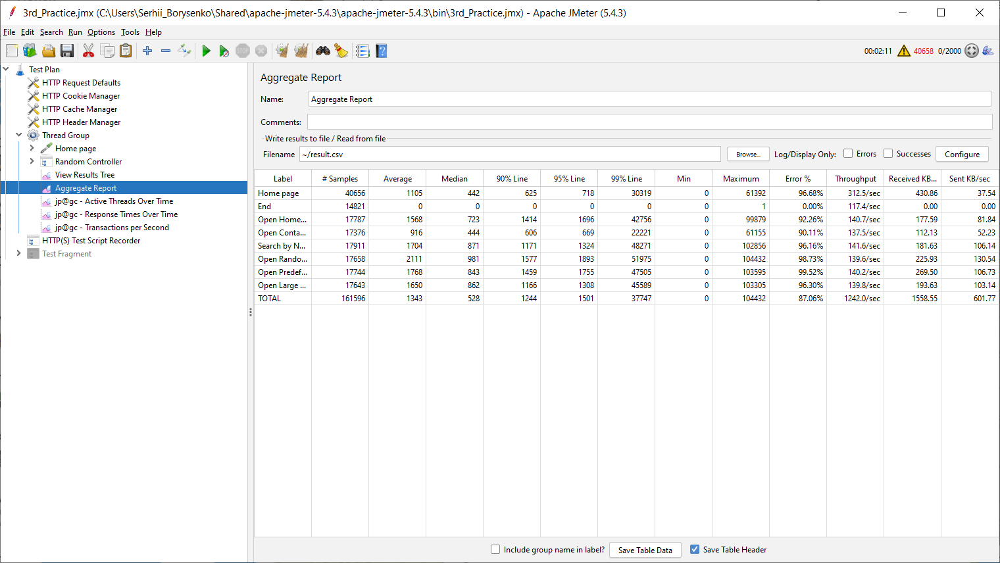 3rd_Practice.jmx (C:\Users\Serhii_Borysenko\Shared\apache-jmeter-5.4.3\apache-jmeter-5.4.3\bin\3rd_Practice.jmx) - Apache JMeter (5.4.3)
File Edit Search Run Options Tools Help
STOP 00:02:11 40658 0/2000
Test Plan
HTTP Request Defaults
HTTP Cookie Manager
HTTP Cache Manager
HTTP Header Manager
Thread Group
Home page
Random Controller
View Results Tree
Aggregate Report
jp@gc - Active Threads Over Time
jp@gc - Response Times Over Time
jp@gc - Transactions per Second
HTTP(S) Test Script Recorder
Test Fragment
Aggregate Report
Name: Aggregate Report
Comments:
Write results to file / Read from file
Filename ~/result.csv Browse... Log/Display Only: Errors Successes Configure
Label # Samples Average Median 90% Line 95% Line 99% Line Min Maximum Error % Throughput Received KB... Sent KB/sec
Home page 40656 1105 442 625 718 30319 0 61392 96.68% 312.5/sec 430.86 37.54
End 14821 0 0 0 0 0 0 1 0.00% 117.4/sec 0.00 0.00
Open Home... 17787 1568 723 1414 1696 42756 0 99879 92.26% 140.7/sec 177.59 81.84
Open Conta... 17376 916 444 606 669 22221 0 61155 90.11% 137.5/sec 112.13 52.23
Search by N... 17911 1704 871 1171 1324 48271 0 102856 96.16% 141.6/sec 181.63 106.14
Open Rando... 17658 2111 981 1577 1893 51975 0 104432 98.73% 139.6/sec 225.93 130.54
Open Predef... 17744 1768 843 1459 1755 47505 0 103595 99.52% 140.2/sec 269.50 106.73
Open Large ... 17643 1650 862 1166 1308 45589 0 103305 96.30% 139.8/sec 193.63 103.14
TOTAL 161596 1343 528 1244 1501 37747 0 104432 87.06% 1242.0/sec 1558.55 601.77
Include group name in label? Save Table Data Save Table Header